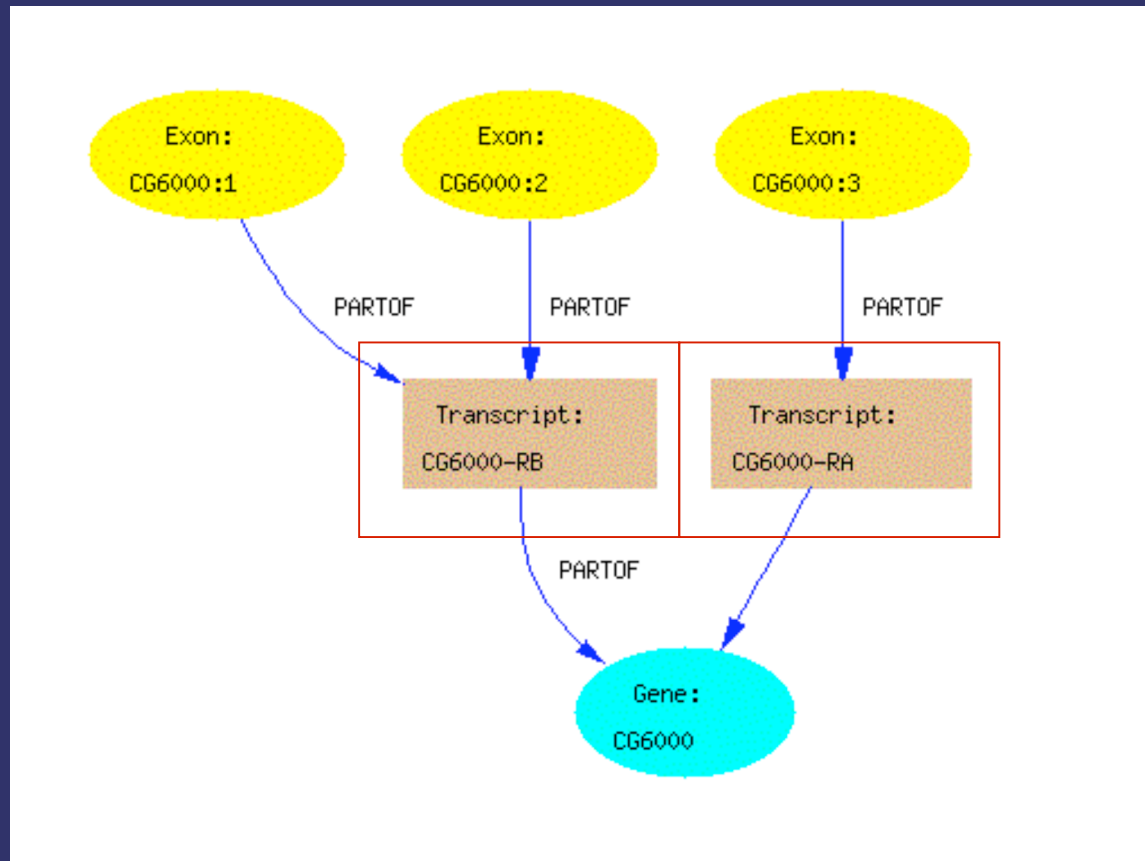 Exon:
CG6000:1
Exon:
CG6000:2
Exon:
CG6000:3
PARTOF
PARTOF
PARTOF
Transcript:
CG6000-RB
Transcript:
CG6000-RA
PARTOF
Gene:
CG6000